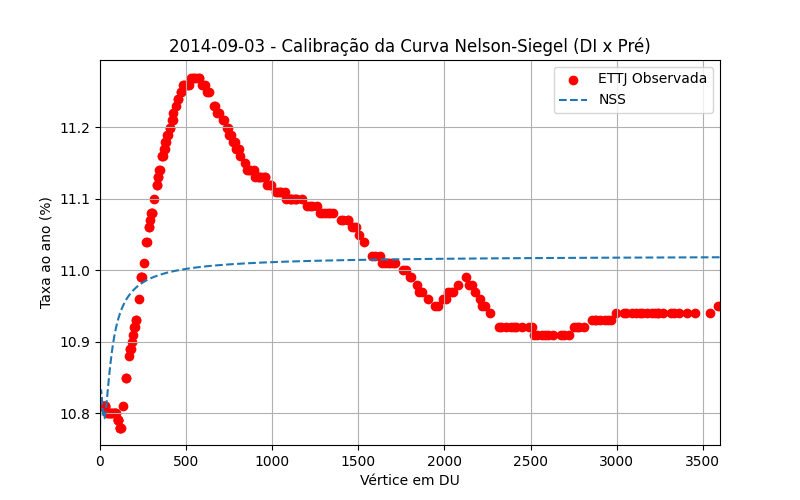 2014-09-03 - Calibração da Curva Nelson-Siegel (DI x Pré)
ETTJ Observada
NSS
Taxa ao ano (%)
11.2
11.1
11.0
10.9
10.8
0 500 1000 1500 2000 2500 3000 3500
Vértice em DU